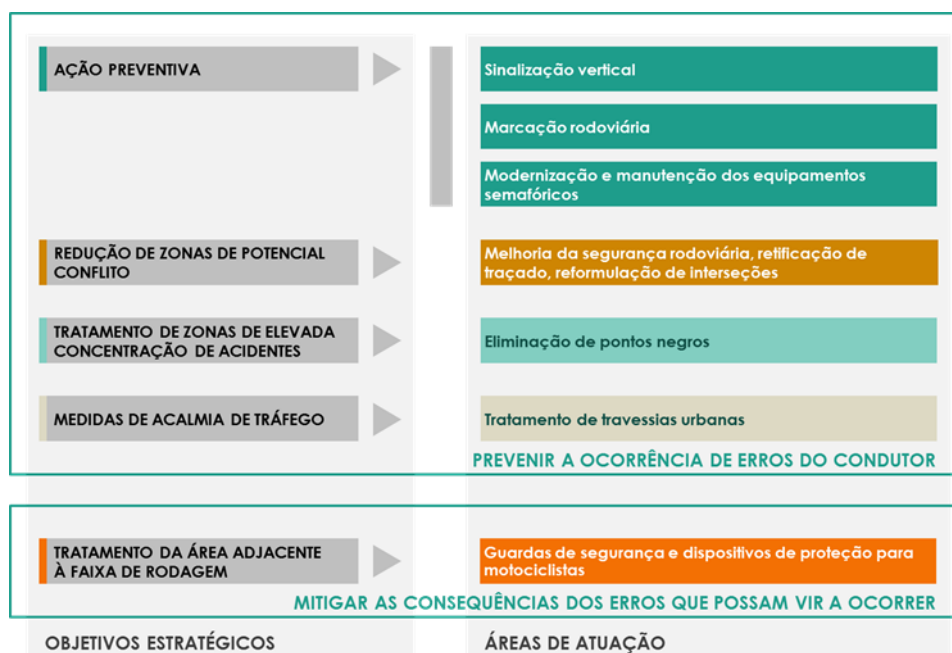 AÇÃO PREVENTIVA
Sinalização vertical
Marcação rodoviária
Modernização e manutenção dos equipamentos
semafóricos
REDUÇÃO DE ZONAS DE POTENCIAL
CONFLITO
Melhoria da segurança rodoviária, retificação de
traçado, reformulação de interseções
TRATAMENTO DE ZONAS DE ELEVADA
CONCENTRAÇÃO DE ACIDENTES
Eliminação de pontos negros
MEDIDAS DE ACALMIA DE TRÁFEGO
Tratamento de travessias urbanas
PREVENIR A OCORRÊNCIA DE ERROS DO CONDUTOR
TRATAMENTO DA ÁREA ADJACENTE
À FAIXA DE RODAGEM
Guardas de segurança e dispositivos de proteção para
motociclistas
MITIGAR AS CONSEQUÊNCIAS DOS ERROS QUE POSSAM VIR A OCORRER
OBJETIVOS ESTRATÉGICOS
ÁREAS DE ATUAÇÃO